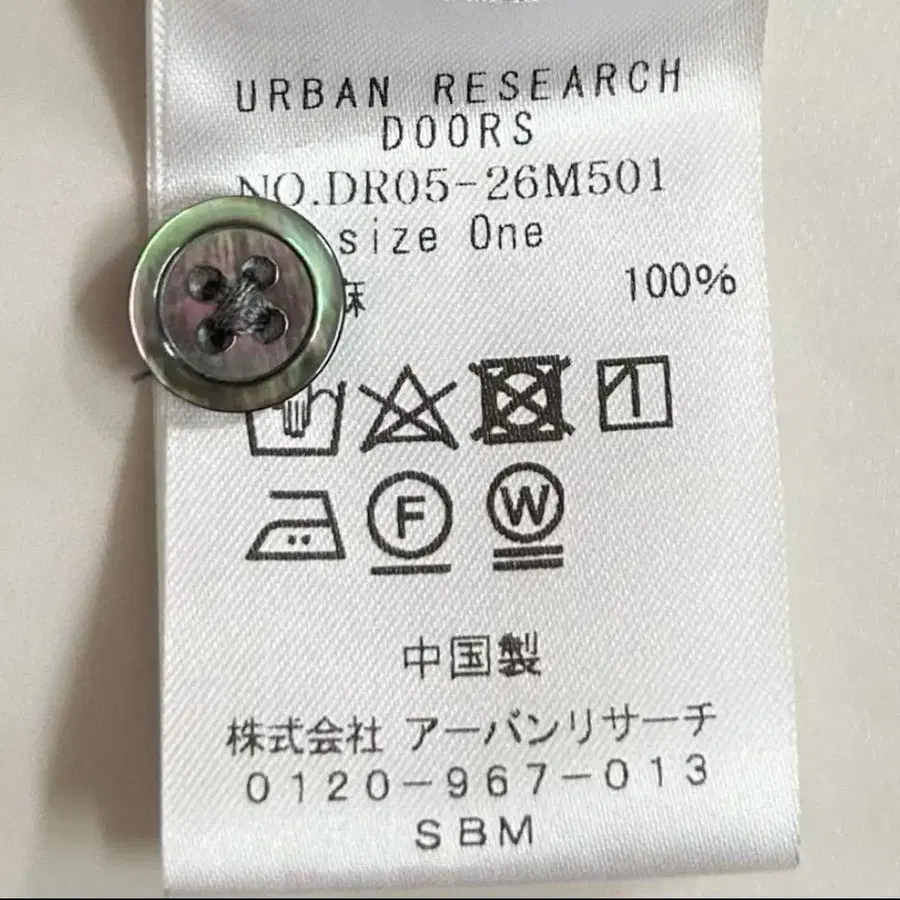 URBAN RESEARCH
DOORS
NO.DR05-26M501
size One
麻 100%
F W
中国製
株式会社 アーバンリサーチ
0120-967-013
SBM